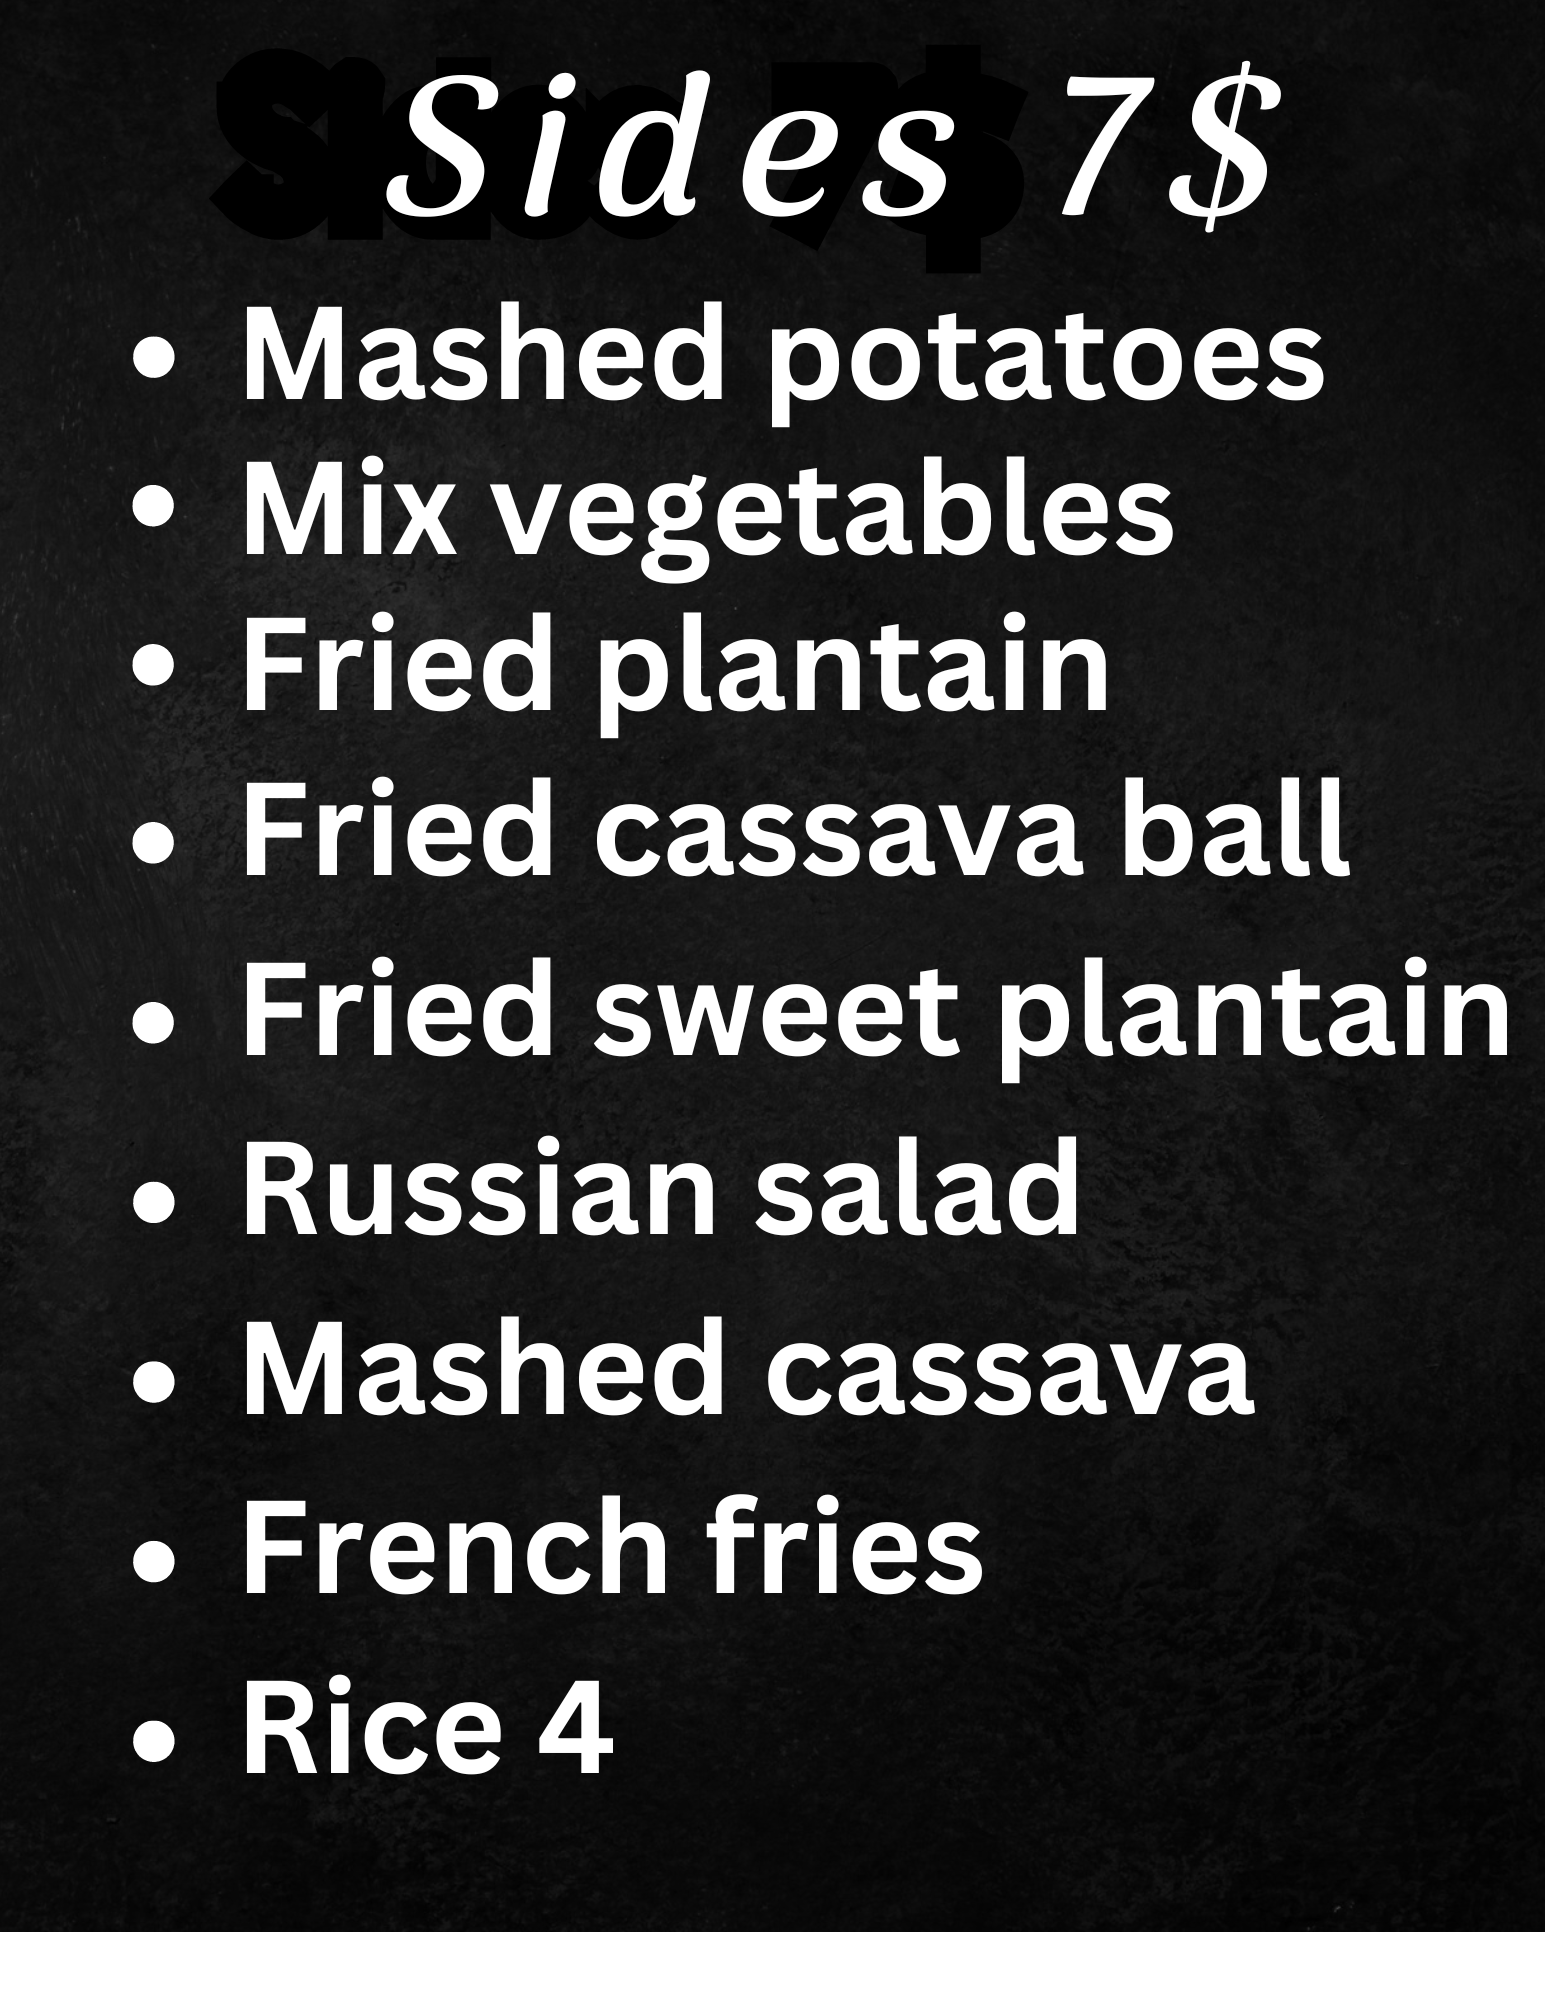 Sides 7$
• Mashed potatoes
• Mix vegetables
• Fried plantain
• Fried cassava ball
• Fried sweet plantain
• Russian salad
• Mashed cassava
• French fries
• Rice 4